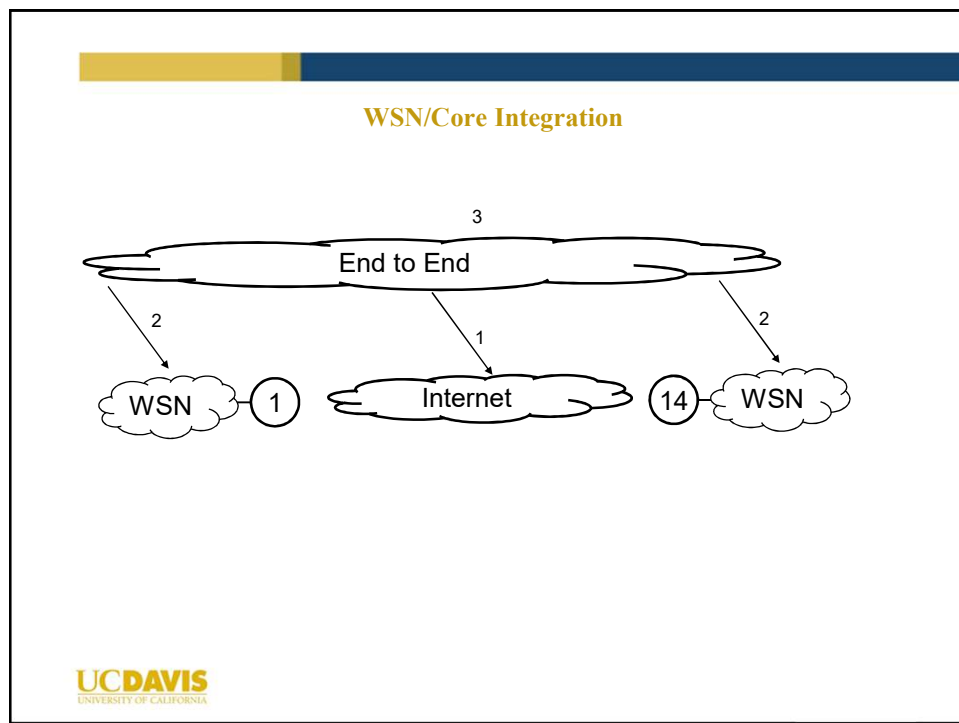 WSN/Core Integration
3
End to End
2
1
2
WSN
1
Internet
14
WSN
UCDAVIS
UNIVERSITY OF CALIFORNIA